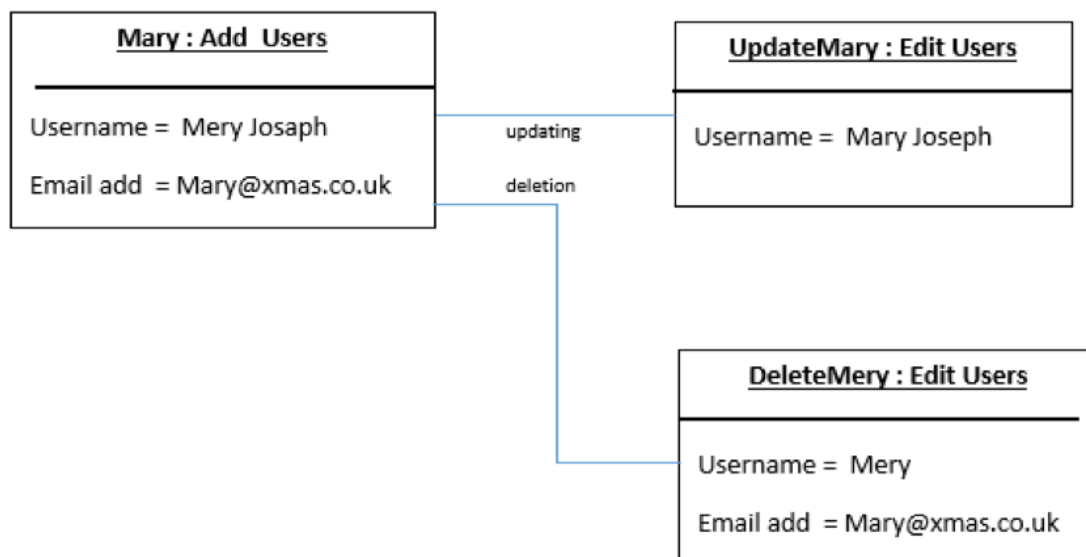 Mary : Add Users
Username = Mery Josaph
Email add = Mary@xmas.co.uk
updating
deletion
UpdateMary : Edit Users
Username = Mary Joseph
DeleteMery : Edit Users
Username = Mery
Email add = Mary@xmas.co.uk